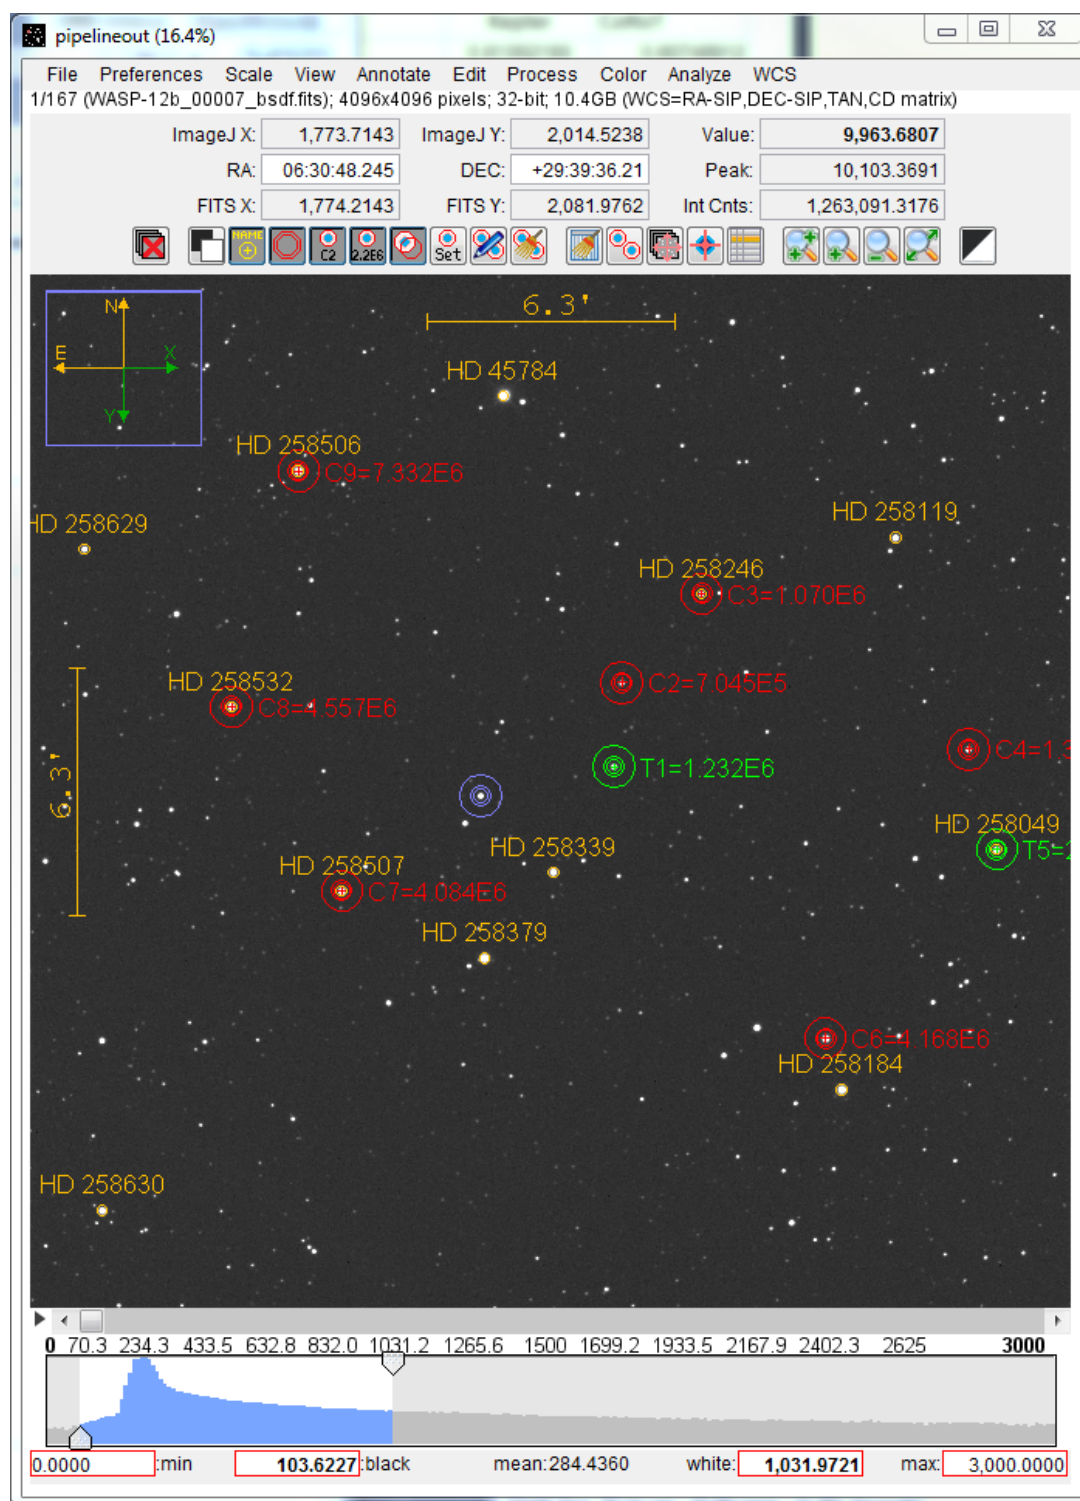 pipelineout (16.4%)
File Preferences Scale View Annotate Edit Process Color Analyze WCS
1/167 (WASP-12b_00007_bsdf.fits); 4096x4096 pixels; 32-bit; 10.4GB (WCS=RA-SIP,DEC-SIP,TAN,CD matrix)
ImageJ X: 1,773.7143 ImageJ Y: 2,014.5238 Value: 9,963.6807
RA: 06:30:48.245 DEC: +29:39:36.21 Peak: 10,103.3691
FITS X: 1,774.2143 FITS Y: 2,081.9762 Int Cnts: 1,263,091.3176
NAME C2 2.2E6 Set
6.3'
N
E X
Y
HD 45784
HD 258506
C9=7.332E6
HD 258629
HD 258119
HD 258246
C3=1.070E6
HD 258532
C2=7.045E5
C8=4.557E6
C4=1.3
6.3'
T1=1.232E6
HD 258049
HD 258339
T5=2
HD 258507
C7=4.084E6
HD 258379
C6=4.168E6
HD 258184
HD 258630
0 70.3 234.3 433.5 632.8 832.0 1031.2 1265.6 1500 1699.2 1933.5 2167.9 2402.3 2625 3000
0.0000 :min 103.6227 :black mean:284.4360 white: 1,031.9721 max: 3,000.0000